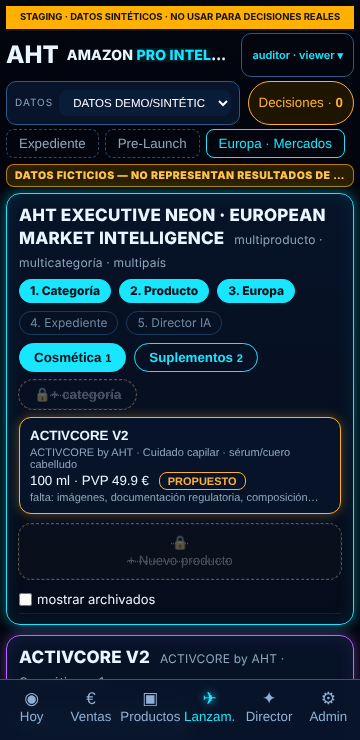 STAGING · DATOS SINTÉTICOS · NO USAR PARA DECISIONES REALES
AHT AMAZON PRO INTEL... auditor · viewer ▾
DATOS DATOS DEMO/SINTÉTIC Decisiones · 0
Expediente Pre-Launch Europa · Mercados
DATOS FICTICIOS — NO REPRESENTAN RESULTADOS DE ...
AHT EXECUTIVE NEON · EUROPEAN
MARKET INTELLIGENCE multiproducto ·
multicategoría · multipaís
1. Categoría 2. Producto 3. Europa
4. Expediente 5. Director IA
Cosmética 1 Suplementos 2
🔒+ categoría
ACTIVCORE V2
ACTIVCORE by AHT · Cuidado capilar · sérum/cuero
cabelludo
100 ml · PVP 49.9 € PROPUESTO
falta: imágenes, documentación regulatoria, composición...
🔒
+ Nuevo producto
mostrar archivados
ACTIVCORE V2 ACTIVCORE by AHT ·
Hoy Ventas Productos Lanzam. Director Admin